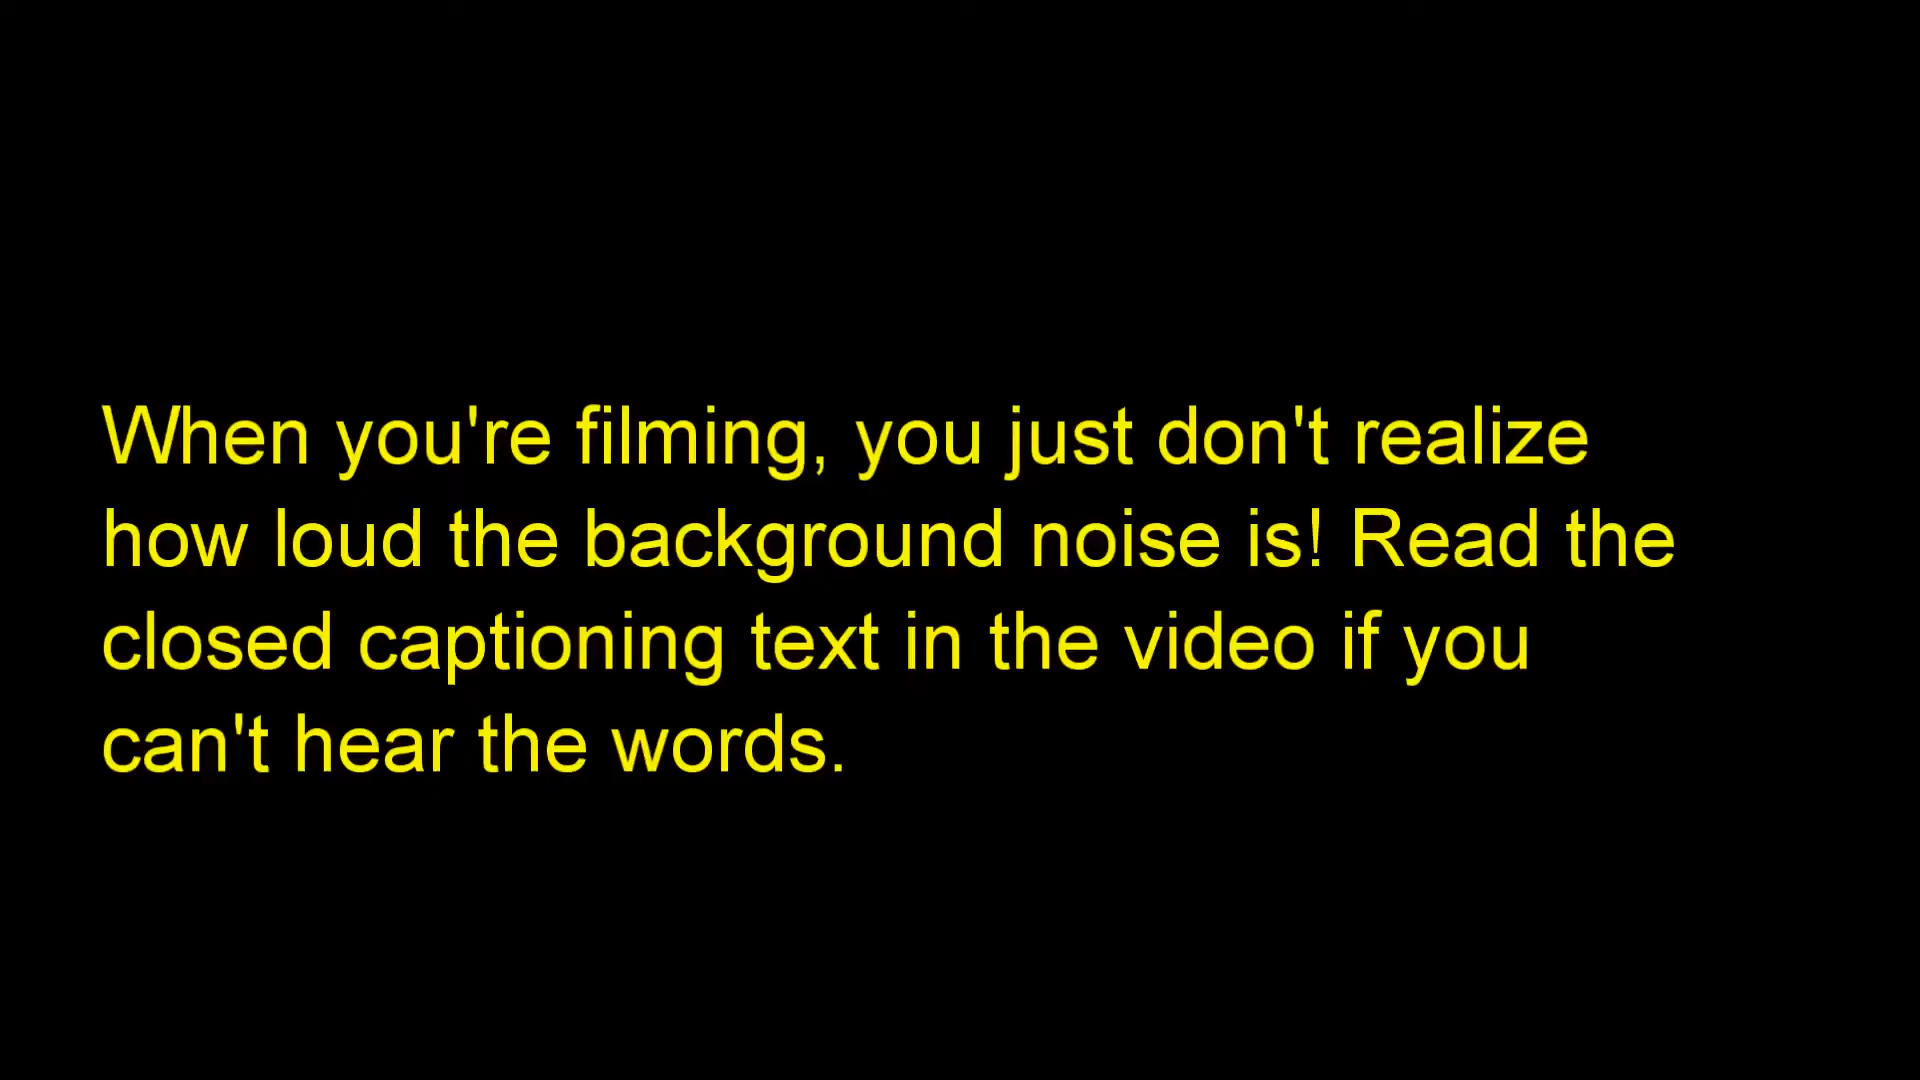 When you're filming, you just don't realize
how loud the background noise is! Read the
closed captioning text in the video if you
can't hear the words.